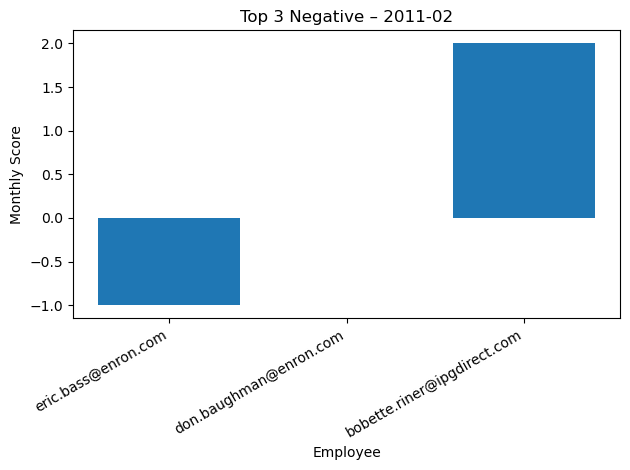 Top 3 Negative – 2011-02
2.0
1.5
1.0
0.5
0.0
−0.5
−1.0
Monthly Score
eric.bass@enron.com
don.baughman@enron.com
bobette.riner@ipgdirect.com
Employee